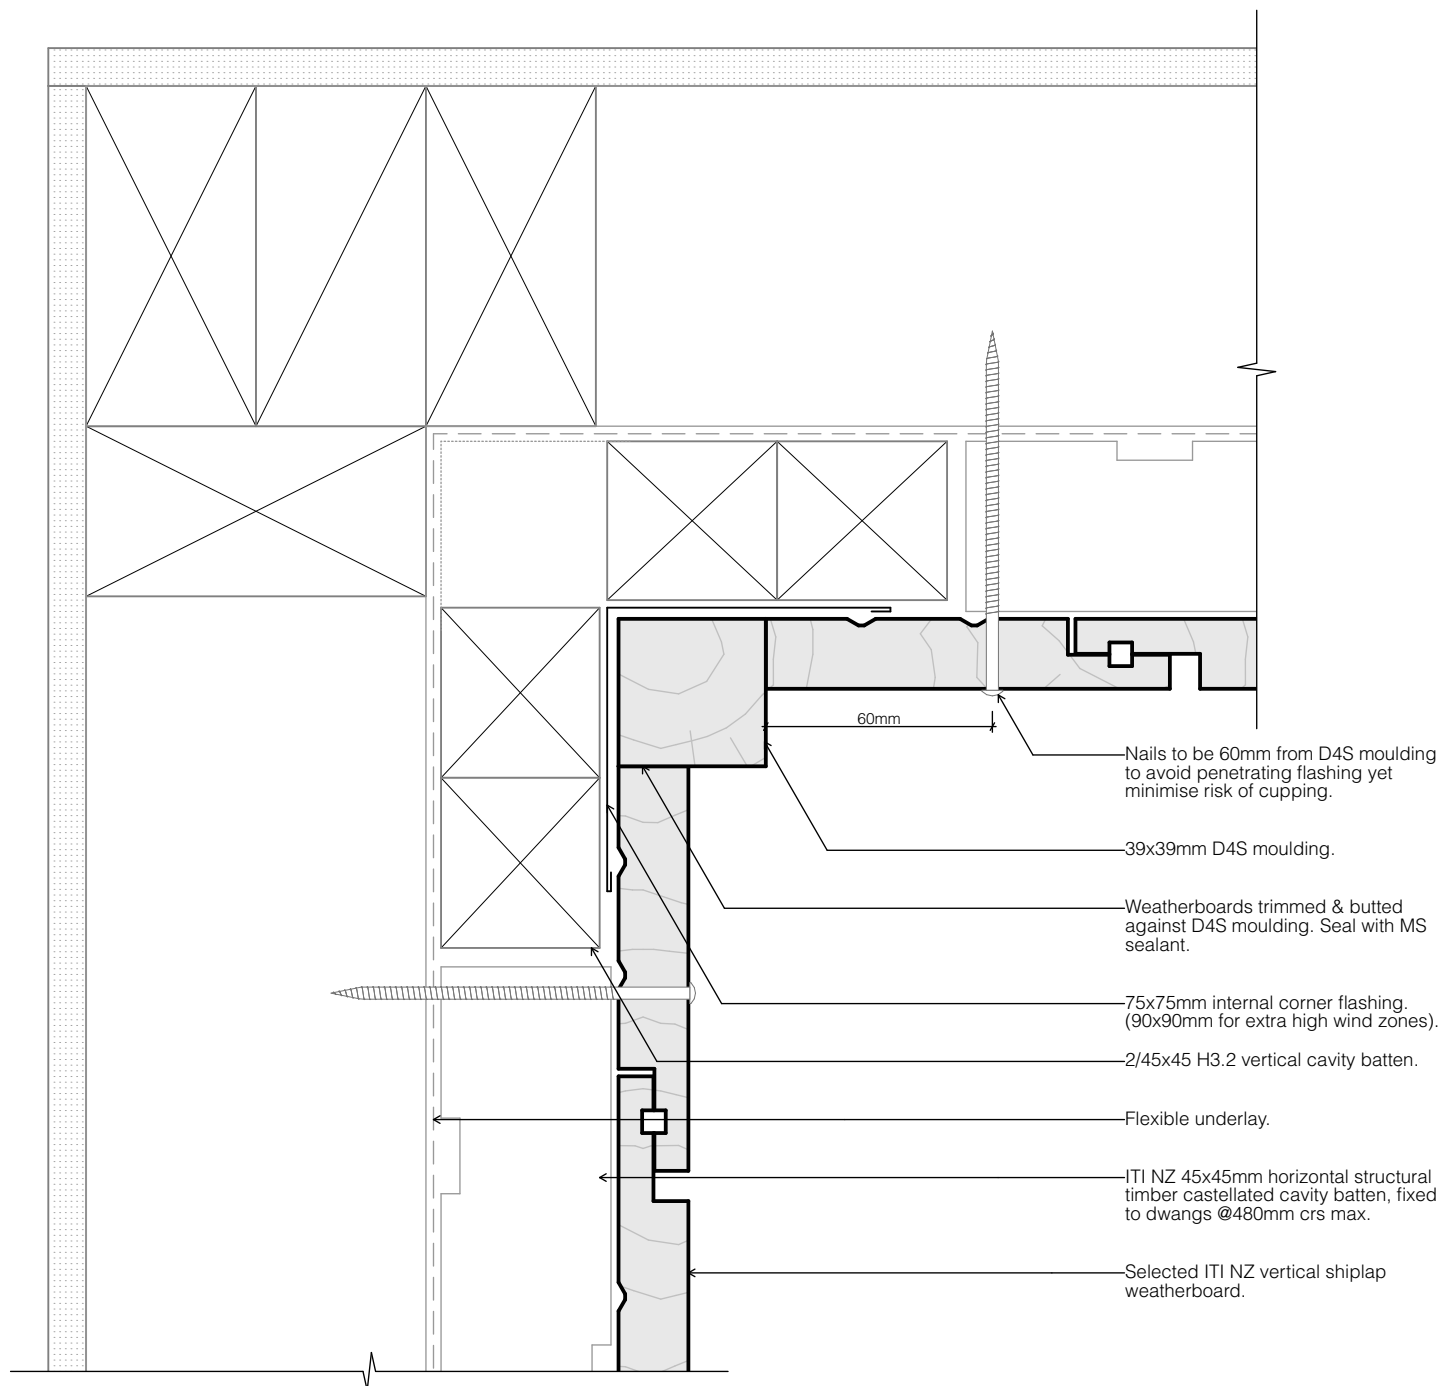 60mm
Nails to be 60mm from D4S moulding
to avoid penetrating flashing yet
minimise risk of cupping.
39x39mm D4S moulding.
Weatherboards trimmed & butted
against D4S moulding. Seal with MS
sealant.
75x75mm internal corner flashing.
(90x90mm for extra high wind zones).
2/45x45 H3.2 vertical cavity batten.
Flexible underlay.
ITI NZ 45x45mm horizontal structural
timber castellated cavity batten, fixed
to dwangs @480mm crs max.
Selected ITI NZ vertical shiplap
weatherboard.